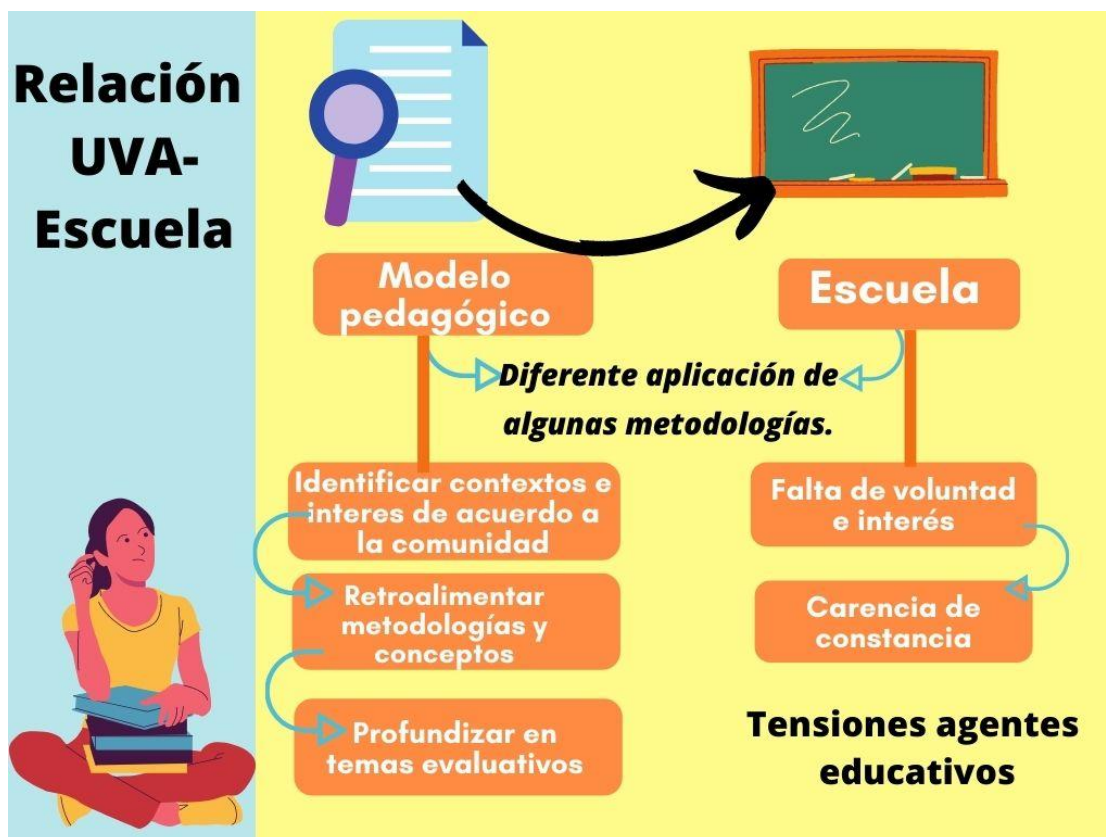 Relación
UVA-
Escuela
Modelo
pedagógico
Escuela
Diferente aplicación de
algunas metodologías.
Identificar contextos e
interes de acuerdo a
la comunidad
Retroalimentar
metodologías y
conceptos
Profundizar en
temas evaluativos
Falta de voluntad
e interés
Carencia de
constancia
Tensiones agentes
educativos